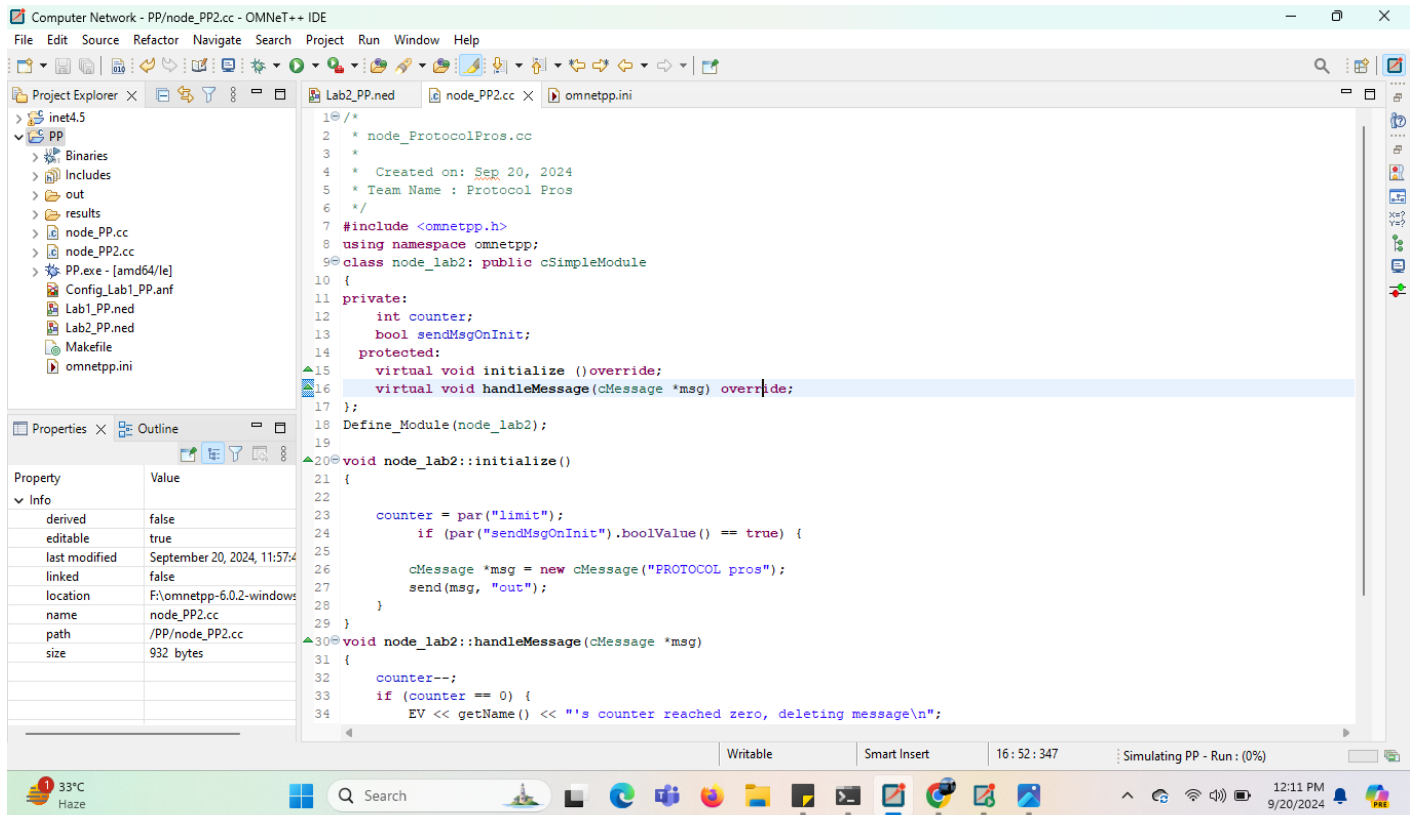 Computer Network - PP/node_PP2.cc - OMNeT++ IDE
File Edit Source Refactor Navigate Search Project Run Window Help
Project Explorer
Lab2_PP.ned
node_PP2.cc
omnetpp.ini
inet4.5
PP
Binaries
Includes
out
results
node_PP.cc
node_PP2.cc
PP.exe - [amd64/le]
Config_Lab1_PP.anf
Lab1_PP.ned
Lab2_PP.ned
Makefile
omnetpp.ini
Properties
Outline
Property Value
Info
derived false
editable true
last modified September 20, 2024, 11:57:4
linked false
location F:\omnetpp-6.0.2-windows
name node_PP2.cc
path /PP/node_PP2.cc
size 932 bytes
1 /*
2 * node_ProtocolPros.cc
3 *
4 * Created on: Sep 20, 2024
5 * Team Name : Protocol Pros
6 */
7 #include <omnetpp.h>
8 using namespace omnetpp;
9 class node_lab2: public cSimpleModule
10 {
11 private:
12 int counter;
13 bool sendMsgOnInit;
14 protected:
15 virtual void initialize ()override;
16 virtual void handleMessage(cMessage *msg) override;
17 };
18 Define_Module(node_lab2);
19
20 void node_lab2::initialize()
21 {
22
23 counter = par("limit");
24 if (par("sendMsgOnInit").boolValue() == true) {
25
26 cMessage *msg = new cMessage("PROTOCOL pros");
27 send(msg, "out");
28 }
29 }
30 void node_lab2::handleMessage(cMessage *msg)
31 {
32 counter--;
33 if (counter == 0) {
34 EV << getName() << "'s counter reached zero, deleting message\n";
X=?
Y=?
Writable Smart Insert 16 : 52 : 347 Simulating PP - Run : (0%)
1
33°C
Haze
Search
PRE
12:11 PM
9/20/2024